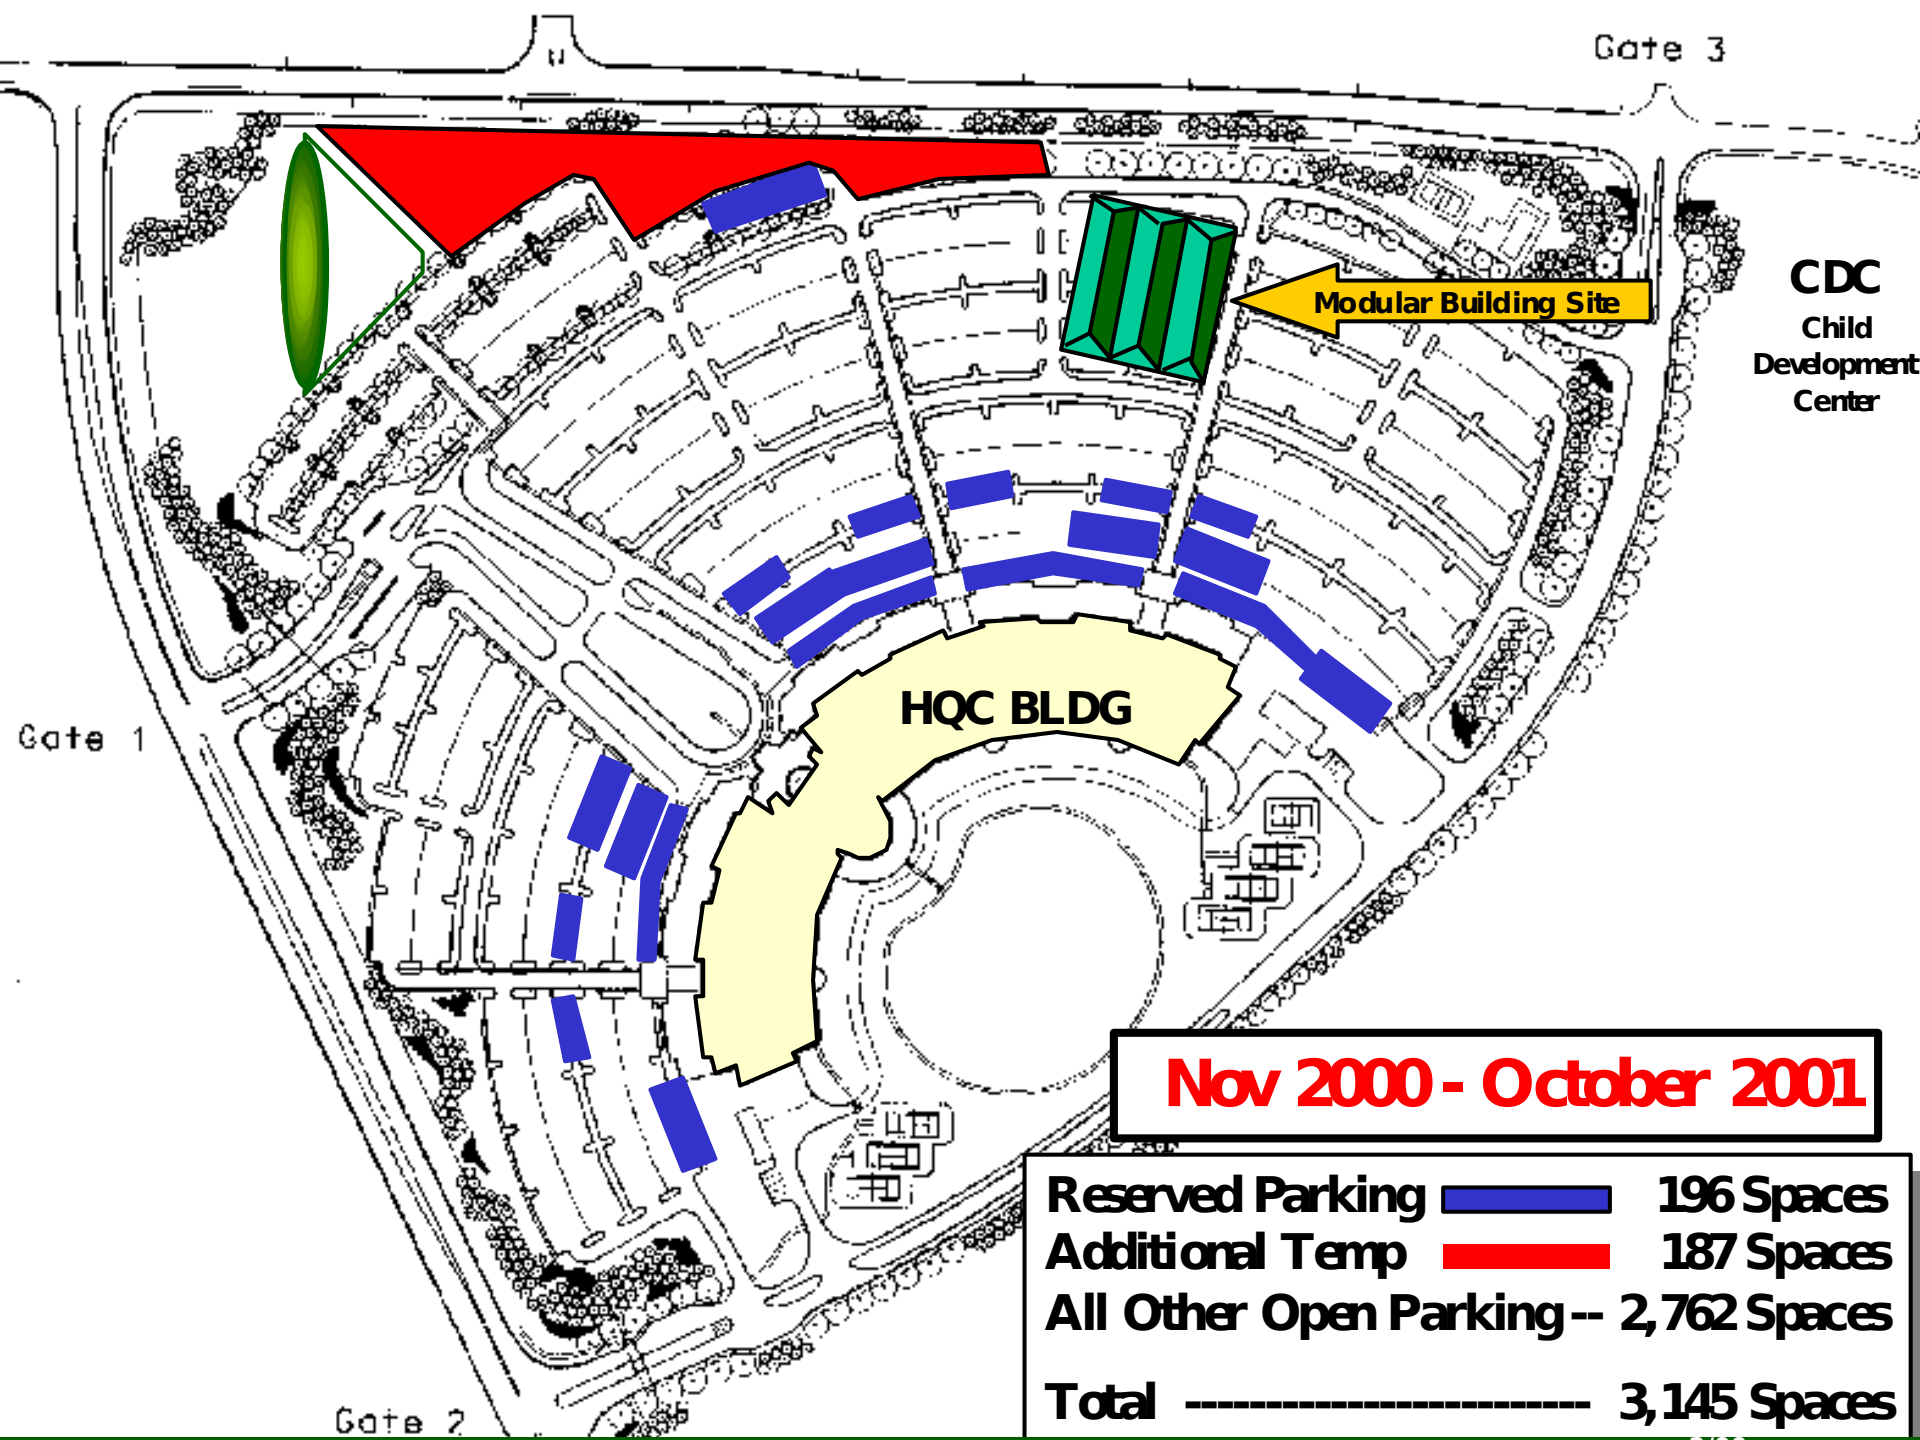 Gate 3
CDC
Child
Development
Center
Modular Building Site
HQC BLDG
Gate 1
Nov 2000 - October 2001
Reserved Parking 196 Spaces
Additional Temp 187 Spaces
All Other Open Parking -- 2,762 Spaces
Total ------------------------- 3,145 Spaces
Gate 2